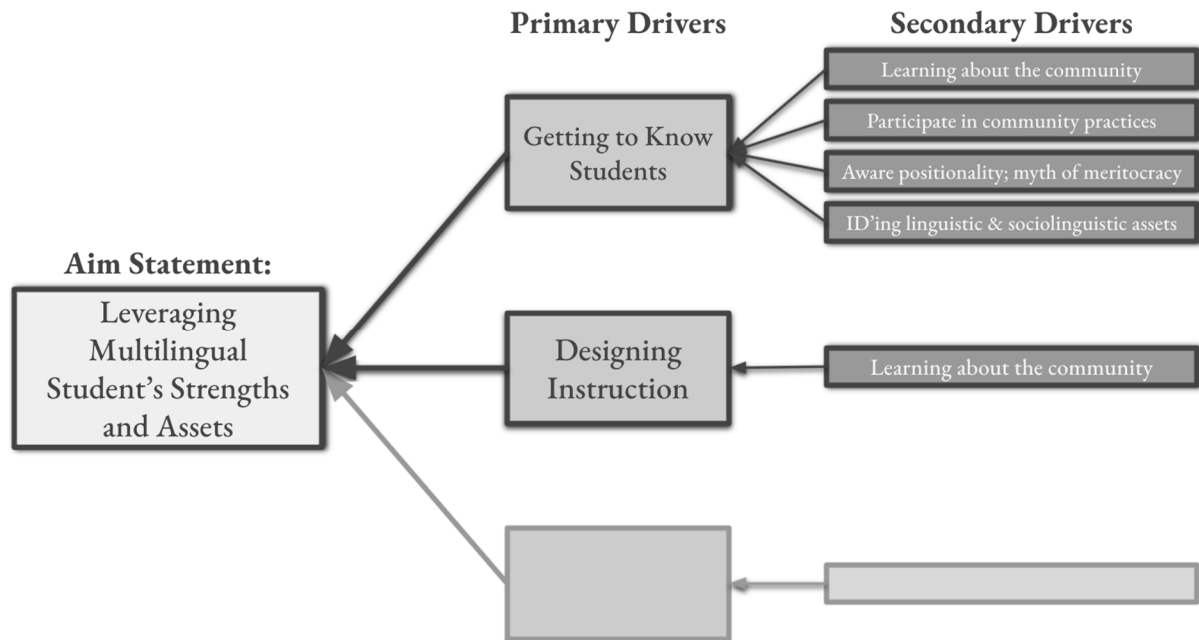 Primary Drivers
Secondary Drivers
Learning about the community
Getting to Know
Students
Participate in community practices
Aware positionality; myth of meritocracy
ID'ing linguistic & sociolinguistic assets
Aim Statement:
Leveraging
Multilingual
Student's Strengths
and Assets
Designing
Instruction
Learning about the community